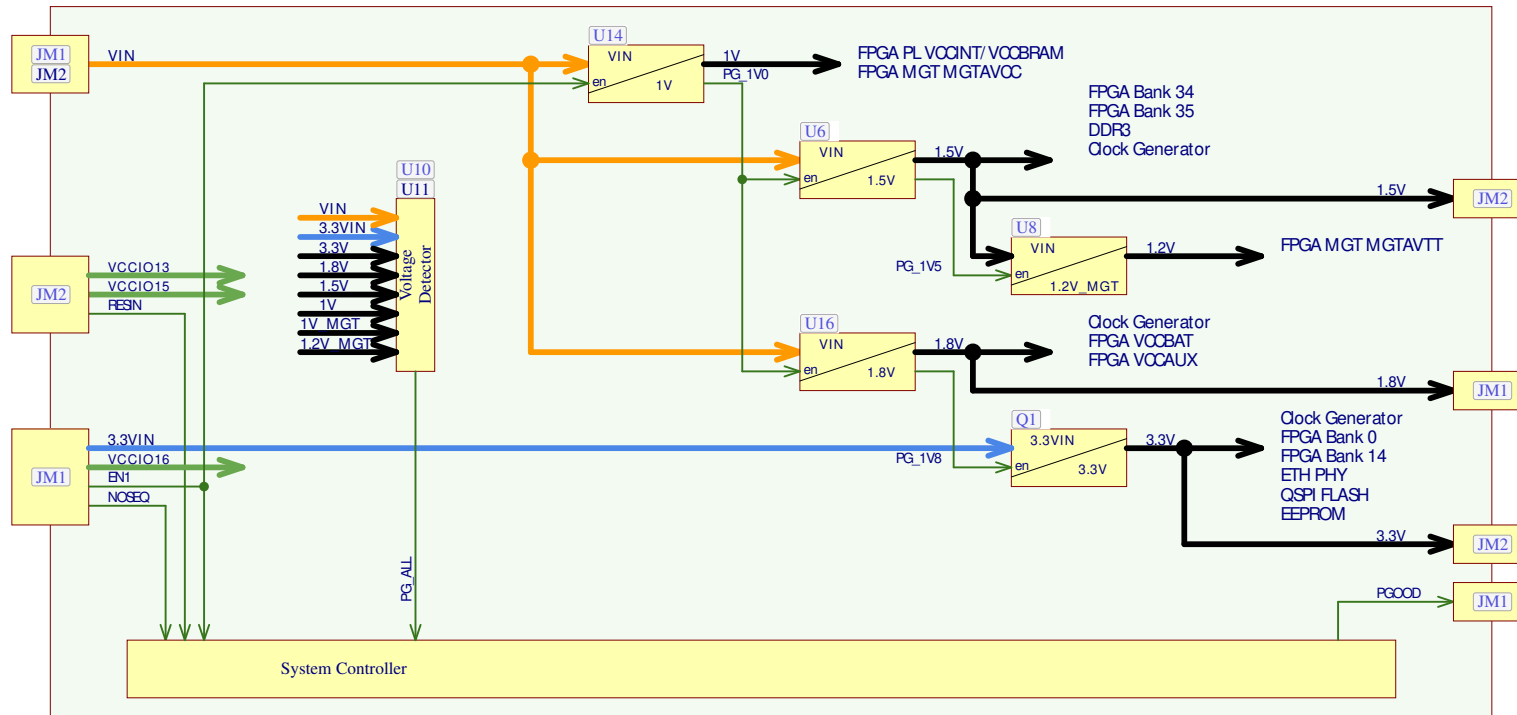 JM1
JM2
VIN
U14
VIN
en
1V
1V
PG_1V0
FPGA PL VCCINT/VCCBRAM
FPGA MGT MGTAVCC
U6
VIN
en
1.5V
1.5V
FPGA Bank 34
FPGA Bank 35
DDR3
Clock Generator
1.5V
JM2
U10
U11
VIN
3.3VIN
3.3V
1.8V
1.5V
1V
1V_MGT
1.2V_MGT
Voltage
Detector
U8
VIN
en
1.2V_MGT
PG_1V5
1.2V
FPGA MGT MGTAVTT
JM2
VCCIO13
VCCIO15
RESIN
U16
VIN
en
1.8V
1.8V
Clock Generator
FPGA VCCBAT
FPGA VCCAUX
1.8V
JM1
JM1
3.3VIN
VCCIO16
EN1
NOSEQ
Q1
3.3VIN
en
3.3V
PG_1V8
3.3V
Clock Generator
FPGA Bank 0
FPGA Bank 14
ETH PHY
QSPI FLASH
EEPROM
3.3V
JM2
PG_ALL
PGOOD
JM1
System Controller